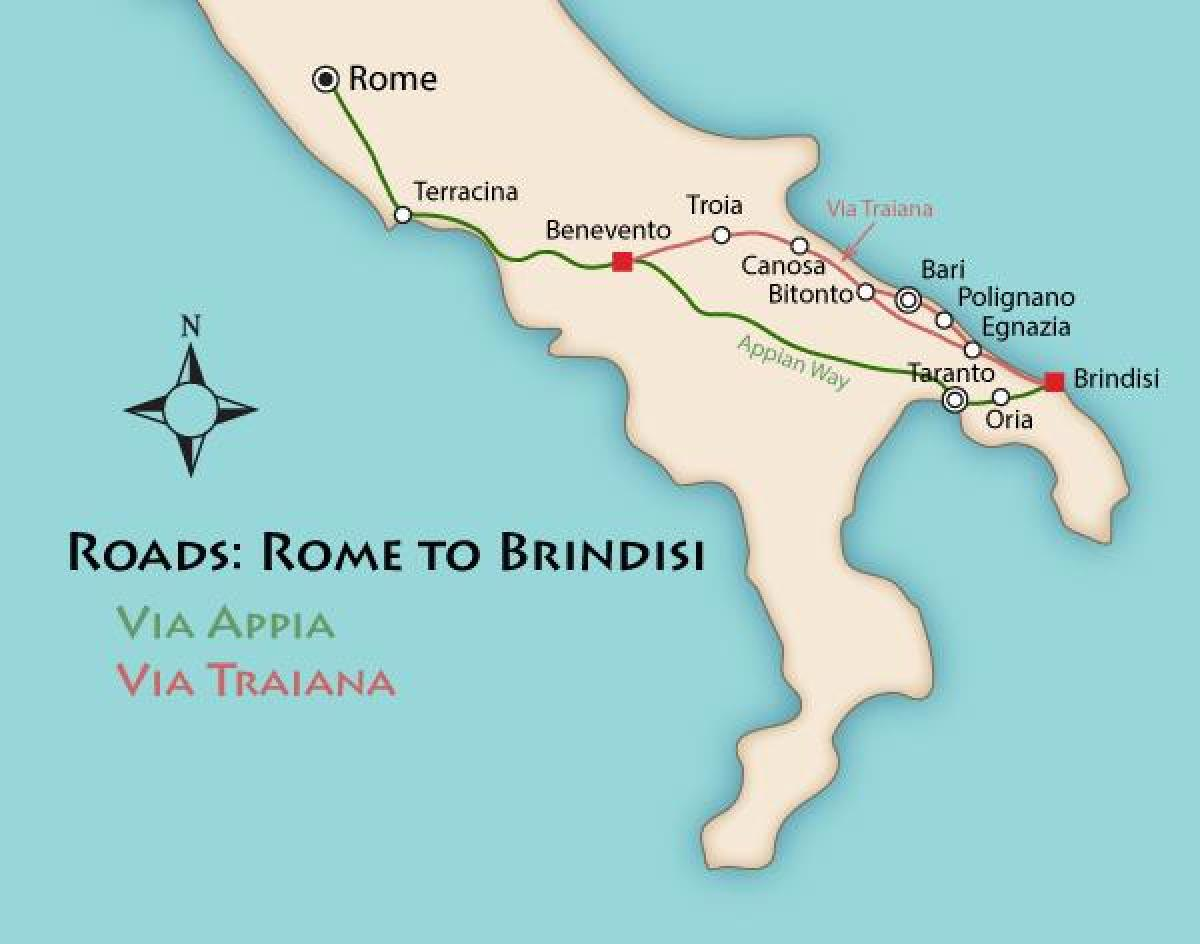 Rome
Terracina
Troia
VIa Traiana
Benevento
Canosa
Bari
Bitonto
Polignano
Egnazia
N
Appian Way
Taranto
Brindisi
Oria
Roads: Rome to Brindisi
Via Appia
Via Traiana